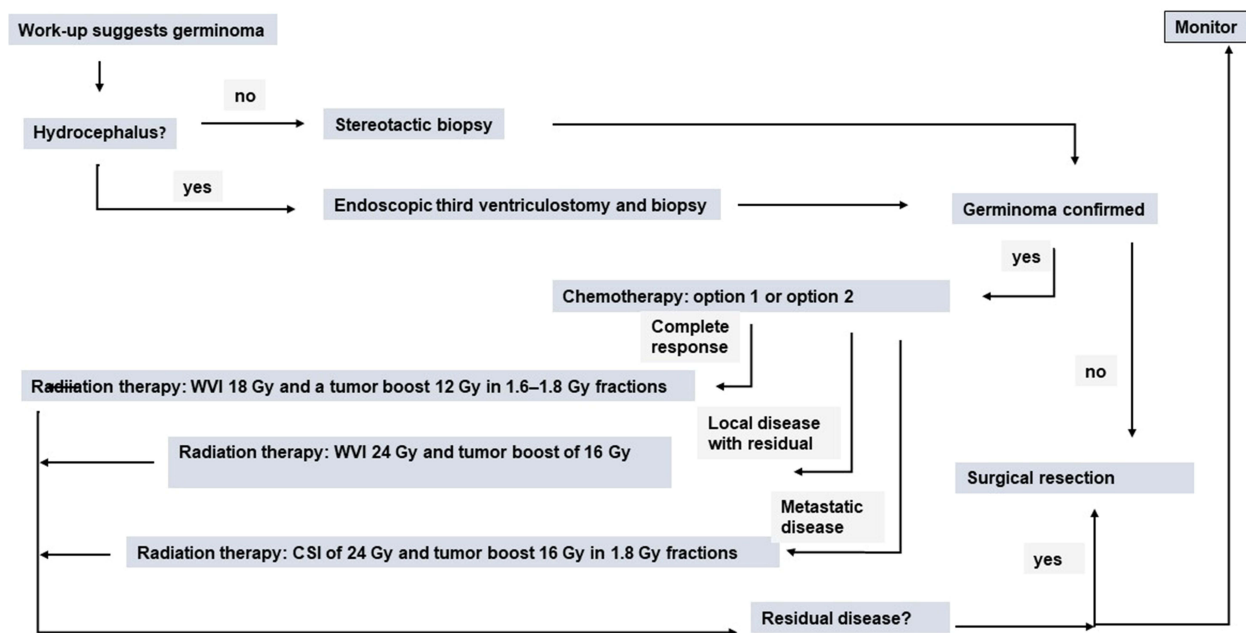 Work-up suggests germinoma
Monitor
no
Hydrocephalus?
Stereotactic biopsy
yes
Endoscopic third ventriculostomy and biopsy
Germinoma confirmed
yes
Chemotherapy: option 1 or option 2
Complete
response
no
Radiation therapy: WVI 18 Gy and a tumor boost 12 Gy in 1.6–1.8 Gy fractions
Local disease
with residual
Radiation therapy: WVI 24 Gy and tumor boost of 16 Gy
Surgical resection
Metastatic
disease
Radiation therapy: CSI of 24 Gy and tumor boost 16 Gy in 1.8 Gy fractions
yes
Residual disease?